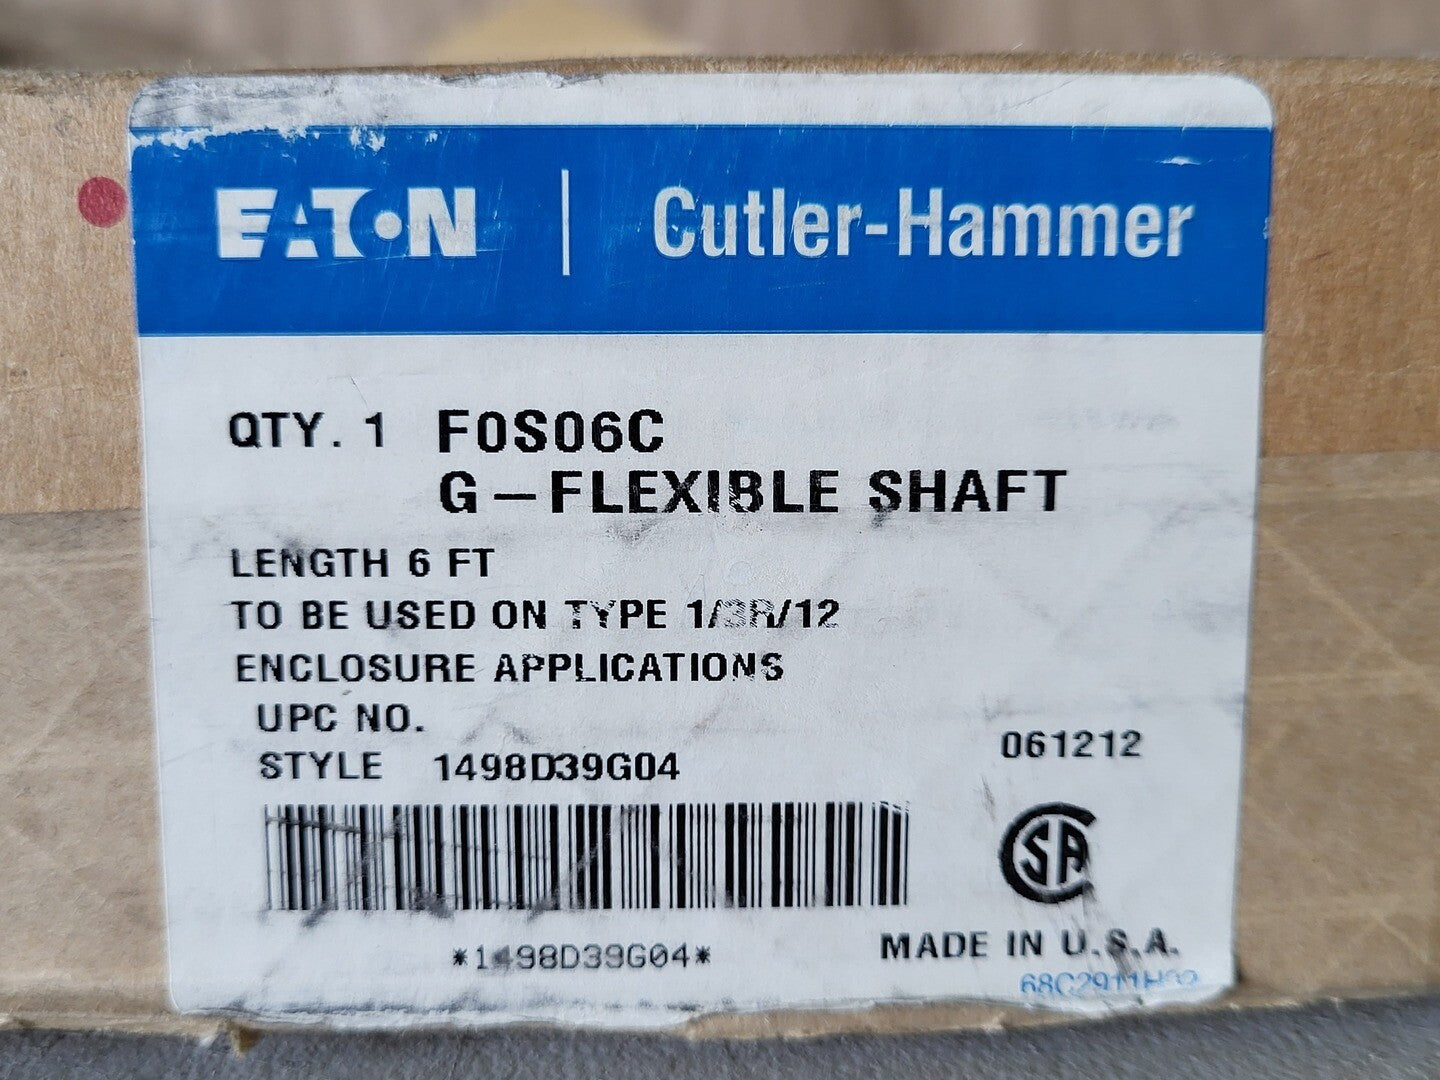 EATON | Cutler-Hammer
QTY. 1 F0S06C
G-FLEXIBLE SHAFT
LENGTH 6 FT
TO BE USED ON TYPE 1/3R/12
ENCLOSURE APPLICATIONS
UPC NO.
STYLE 1498D39G04
061212
CSA
*1498D39G04*
MADE IN U.S.A.